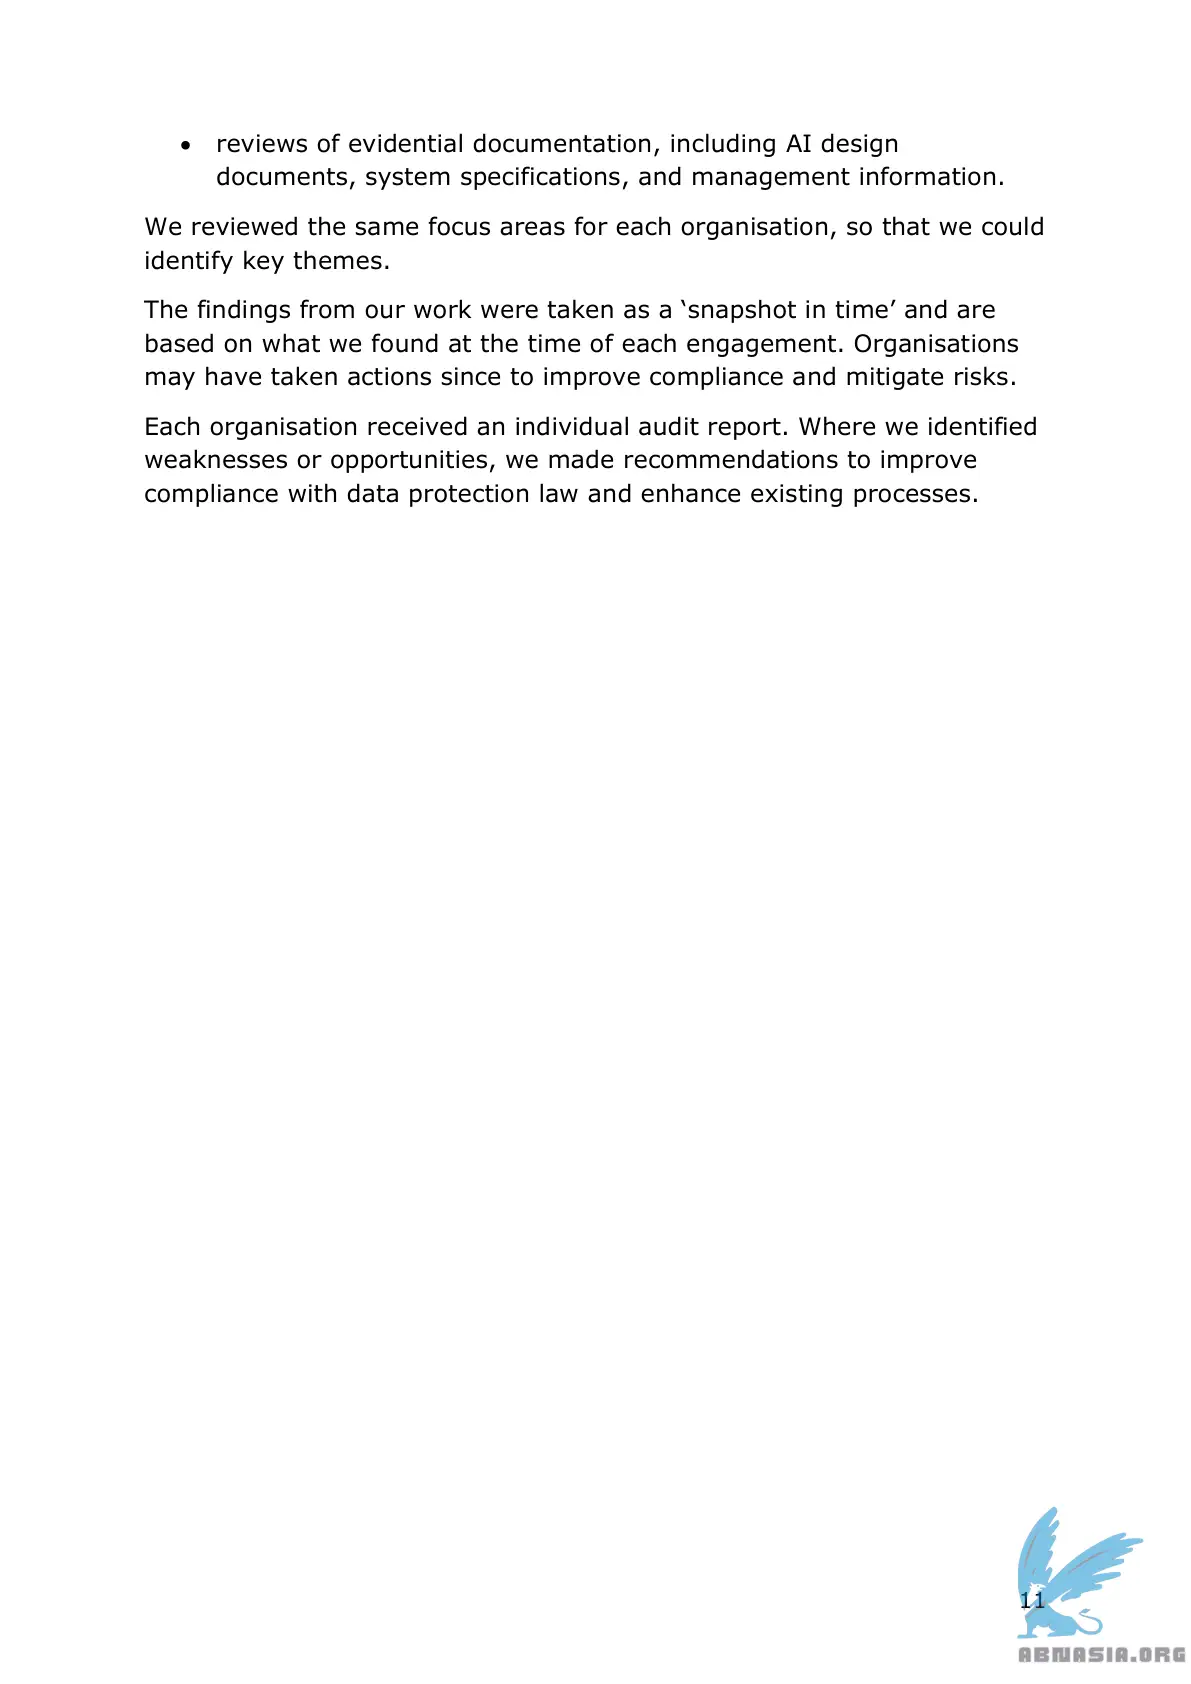 • reviews of evidential documentation, including AI design
documents, system specifications, and management information.
We reviewed the same focus areas for each organisation, so that we could
identify key themes.
The findings from our work were taken as a ‘snapshot in time’ and are
based on what we found at the time of each engagement. Organisations
may have taken actions since to improve compliance and mitigate risks.
Each organisation received an individual audit report. Where we identified
weaknesses or opportunities, we made recommendations to improve
compliance with data protection law and enhance existing processes.
11
ABNASIA.ORG